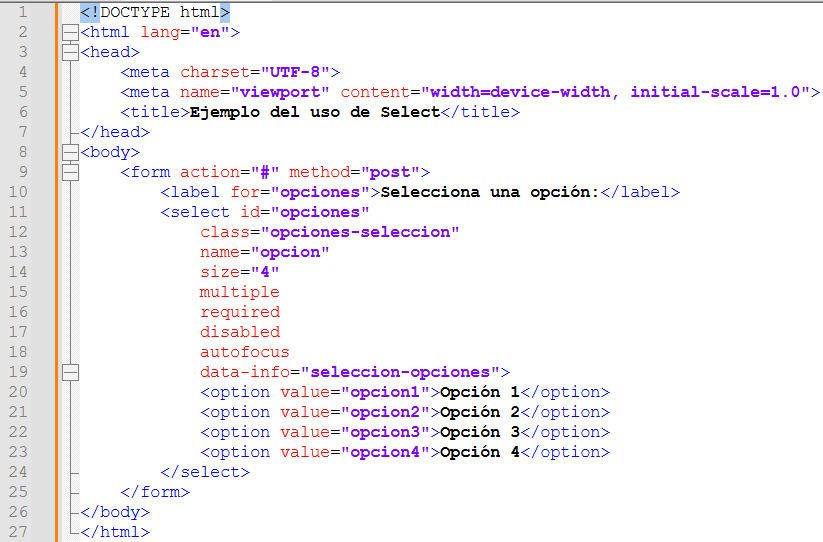 1 <!DOCTYPE html>
2 <html lang="en">
3 <head>
4     <meta charset="UTF-8">
5     <meta name="viewport" content="width=device-width, initial-scale=1.0">
6     <title>Ejemplo del uso de Select</title>
7 </head>
8 <body>
9     <form action="#" method="post">
10         <label for="opciones">Selecciona una opción:</label>
11         <select id="opciones"
12             class="opciones-seleccion"
13             name="opcion"
14             size="4"
15             multiple
16             required
17             disabled
18             autofocus
19             data-info="seleccion-opciones">
20             <option value="opcion1">Opción 1</option>
21             <option value="opcion2">Opción 2</option>
22             <option value="opcion3">Opción 3</option>
23             <option value="opcion4">Opción 4</option>
24         </select>
25     </form>
26 </body>
27 </html>